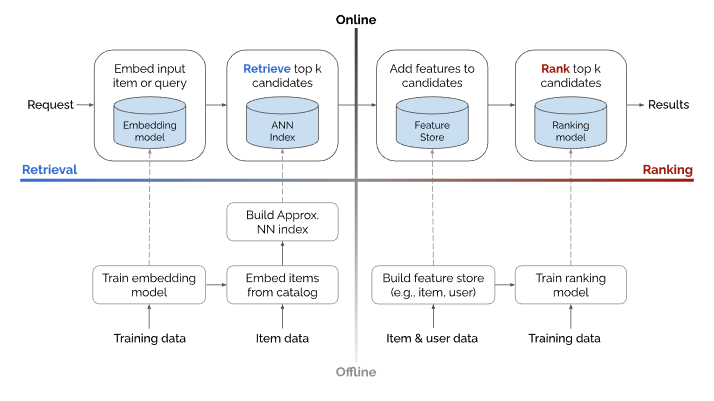 Online
Embed input
item or query
Embedding
model
Retrieve top k
candidates
ANN
Index
Add features to
candidates
Feature
Store
Rank top k
candidates
Ranking
model
Request
Results
Retrieval
Ranking
Build Approx.
NN index
Train embedding
model
Embed items
from catalog
Build feature store
(e.g., item, user)
Train ranking
model
Training data
Item data
Item & user data
Training data
Offline